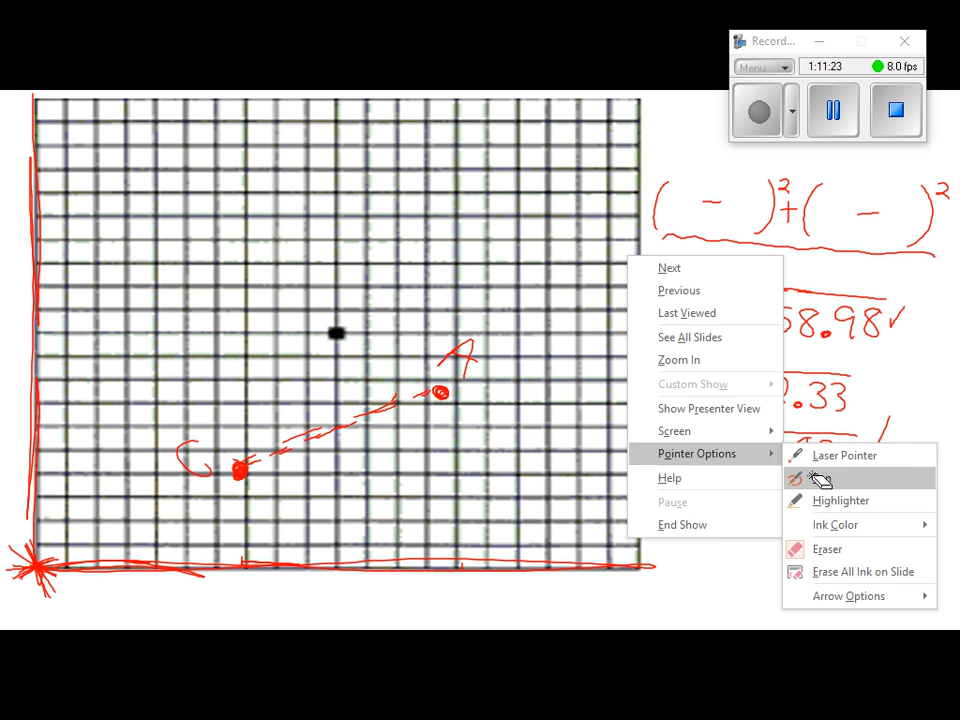 Record...
Menu
1:11:23
8.0 fps
( - )²+( - )²
Next
Previous
Last Viewed
See All Slides
Zoom In
Custom Show
Show Presenter View
Screen
Pointer Options
Help
Pause
End Show
Laser Pointer
Highlighter
Ink Color
Eraser
Erase All Ink on Slide
Arrow Options
58.98✓
.33
A
C